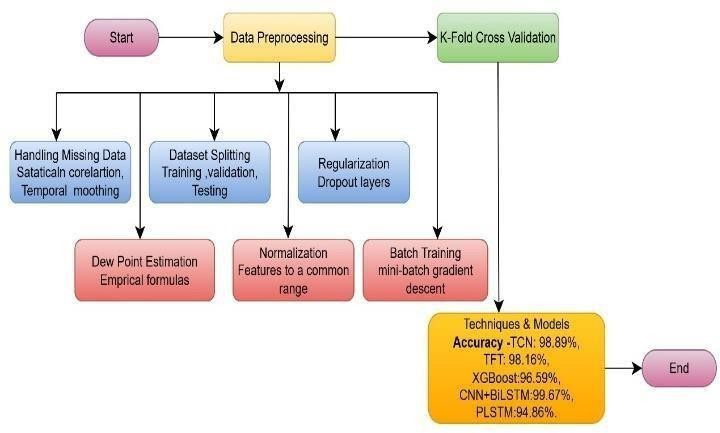 Start
Data Preprocessing
K-Fold Cross Validation
Handling Missing Data
Sataticaln corelartion,
Temporal moothing
Dataset Splitting
Training ,validation,
Testing
Regularization
Dropout layers
Dew Point Estimation
Emprical formulas
Normalization
Features to a common
range
Batch Training
mini-batch gradient
descent
Techniques & Models
Accuracy -TCN: 98.89%,
TFT: 98.16%,
XGBoost:96.59%,
CNN+BiLSTM:99.67%,
PLSTM:94.86%.
End